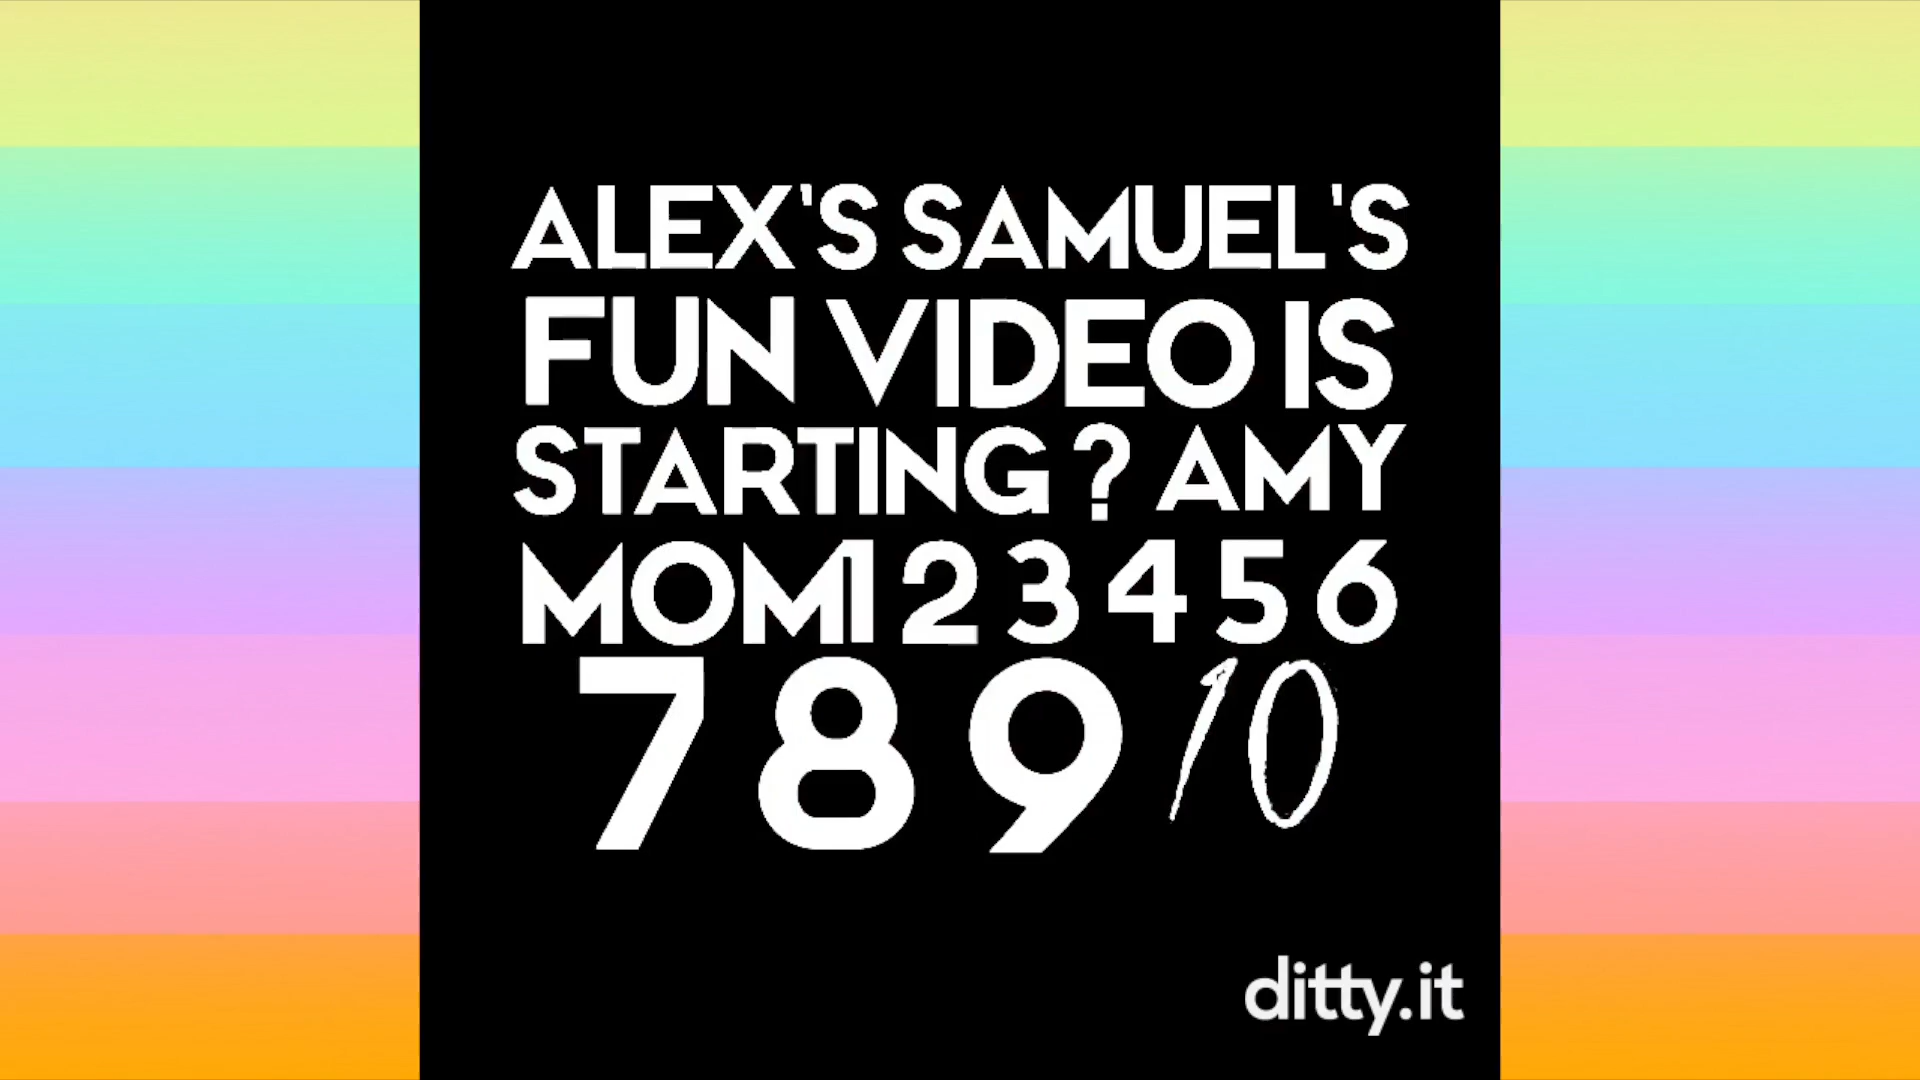 ALEX'S SAMUEL'S
FUN VIDEO IS
STARTING ? AMY
MOM1 2 3 4 5 6
7 8 9 10
ditty.it